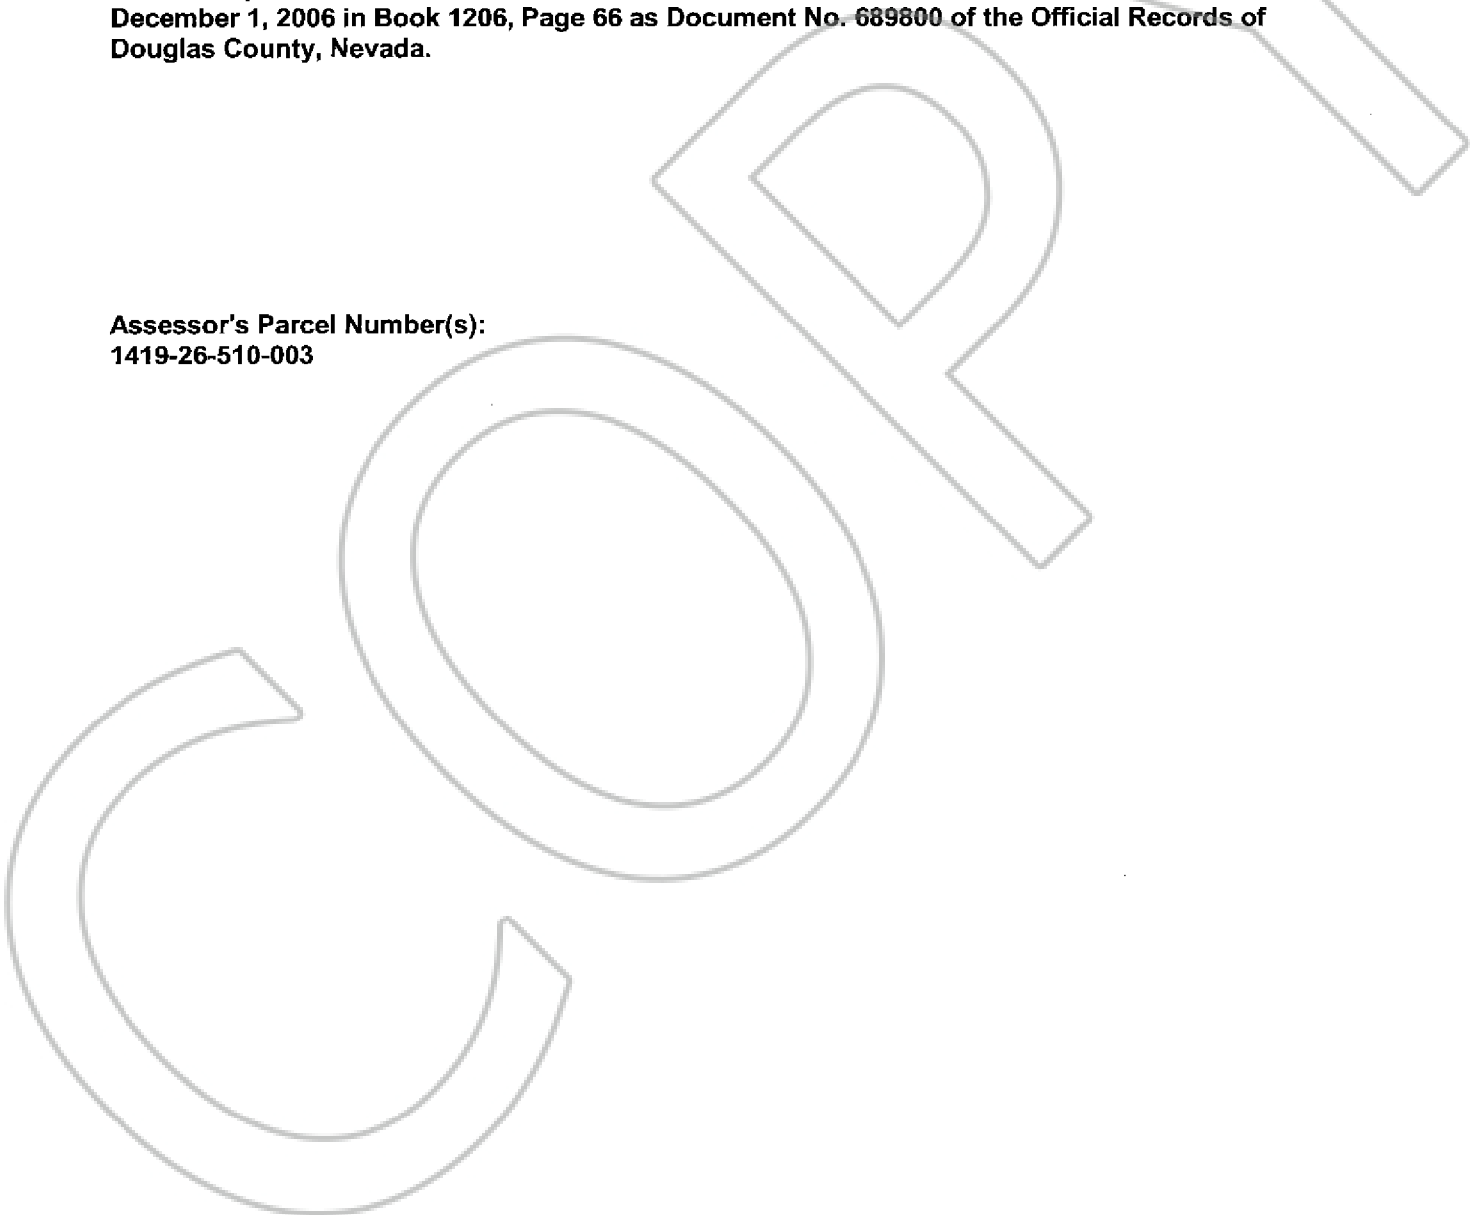 December 1, 2006 in Book 1206, Page 66 as Document No. 689800 of the Official Records of
Douglas County, Nevada.
Assessor's Parcel Number(s):
1419-26-510-003
COPY